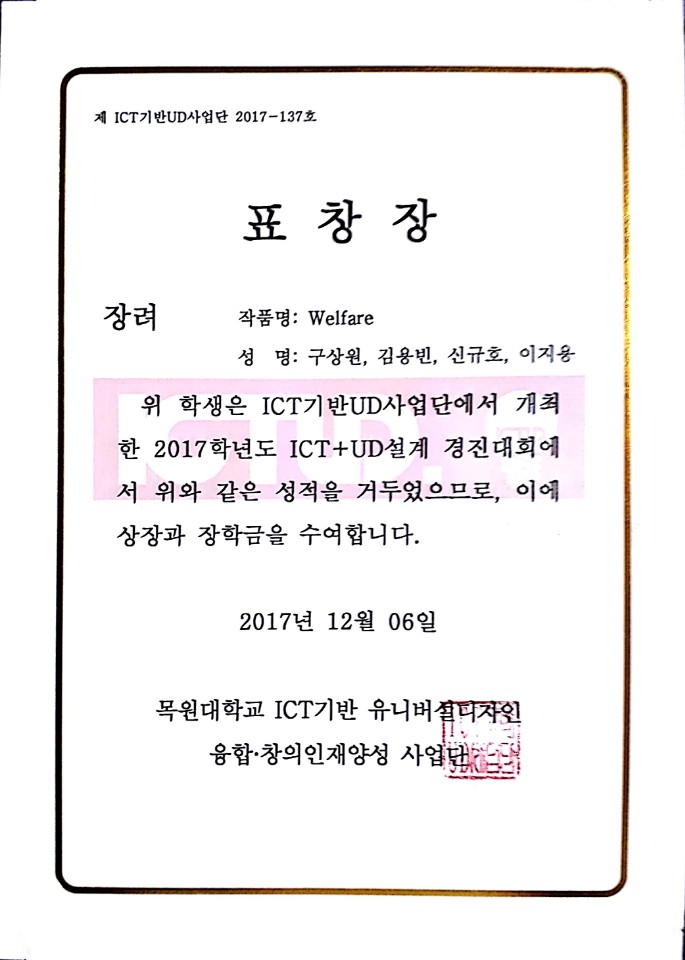 제 ICT기반UD사업단 2017-137호
표 창 장
장려
작품명: Welfare
성 명: 구상원, 김용빈, 신규호, 이지용
위 학생은 ICT기반UD사업단에서 개최
한 2017학년도 ICT+UD설계 경진대회에
서 위와 같은 성적을 거두었으므로, 이에
상장과 장학금을 수여합니다.
2017년 12월 06일
목원대학교 ICT기반 유니버설디자인
융합·창의인재양성 사업단